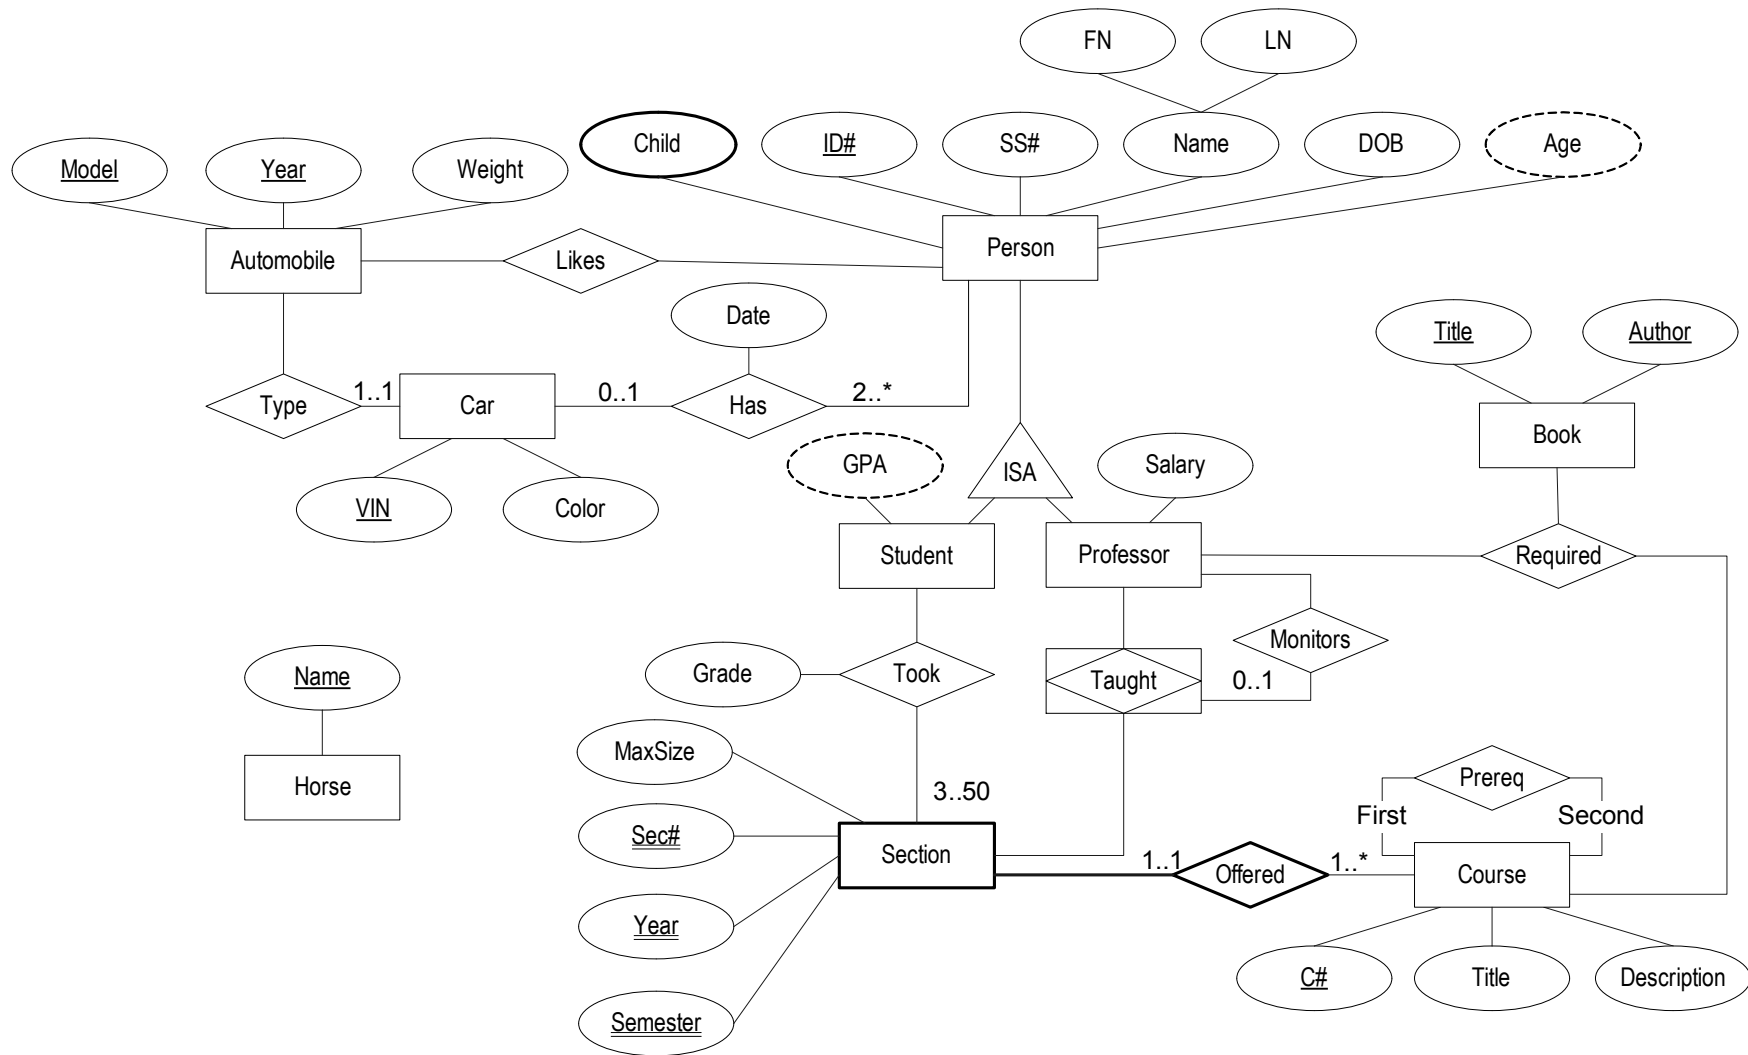 FN
LN
Child
ID#
SS#
Name
DOB
Age
Model
Year
Weight
Automobile
Likes
Person
Date
Title
Author
Type
1..1
Car
0..1
Has
2..*
Book
GPA
ISA
Salary
VIN
Color
Student
Professor
Required
Monitors
Name
Grade
Took
Taught
0..1
MaxSize
Horse
3..50
Prereq
First
Second
Sec#
Section
1..1
Offered
1..*
Course
Year
C#
Title
Description
Semester